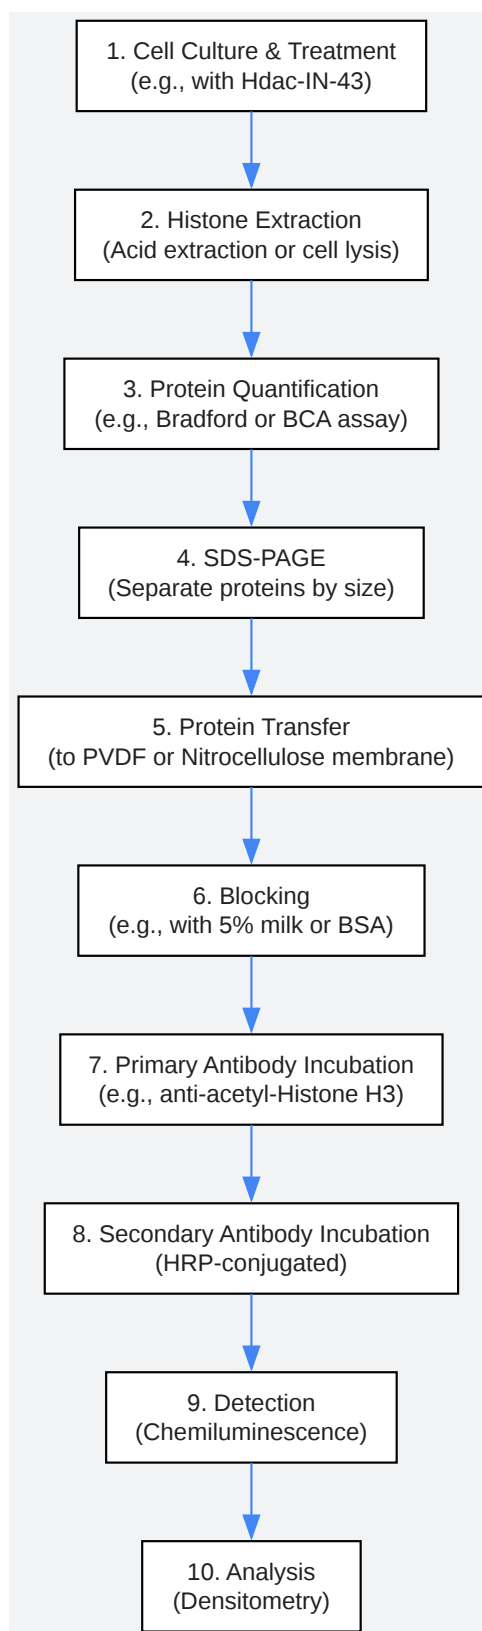 1. Cell Culture & Treatment
(e.g., with Hdac-IN-43)
2. Histone Extraction
(Acid extraction or cell lysis)
3. Protein Quantification
(e.g., Bradford or BCA assay)
4. SDS-PAGE
(Separate proteins by size)
5. Protein Transfer
(to PVDF or Nitrocellulose membrane)
6. Blocking
(e.g., with 5% milk or BSA)
7. Primary Antibody Incubation
(e.g., anti-acetyl-Histone H3)
8. Secondary Antibody Incubation
(HRP-conjugated)
9. Detection
(Chemiluminescence)
10. Analysis
(Densitometry)